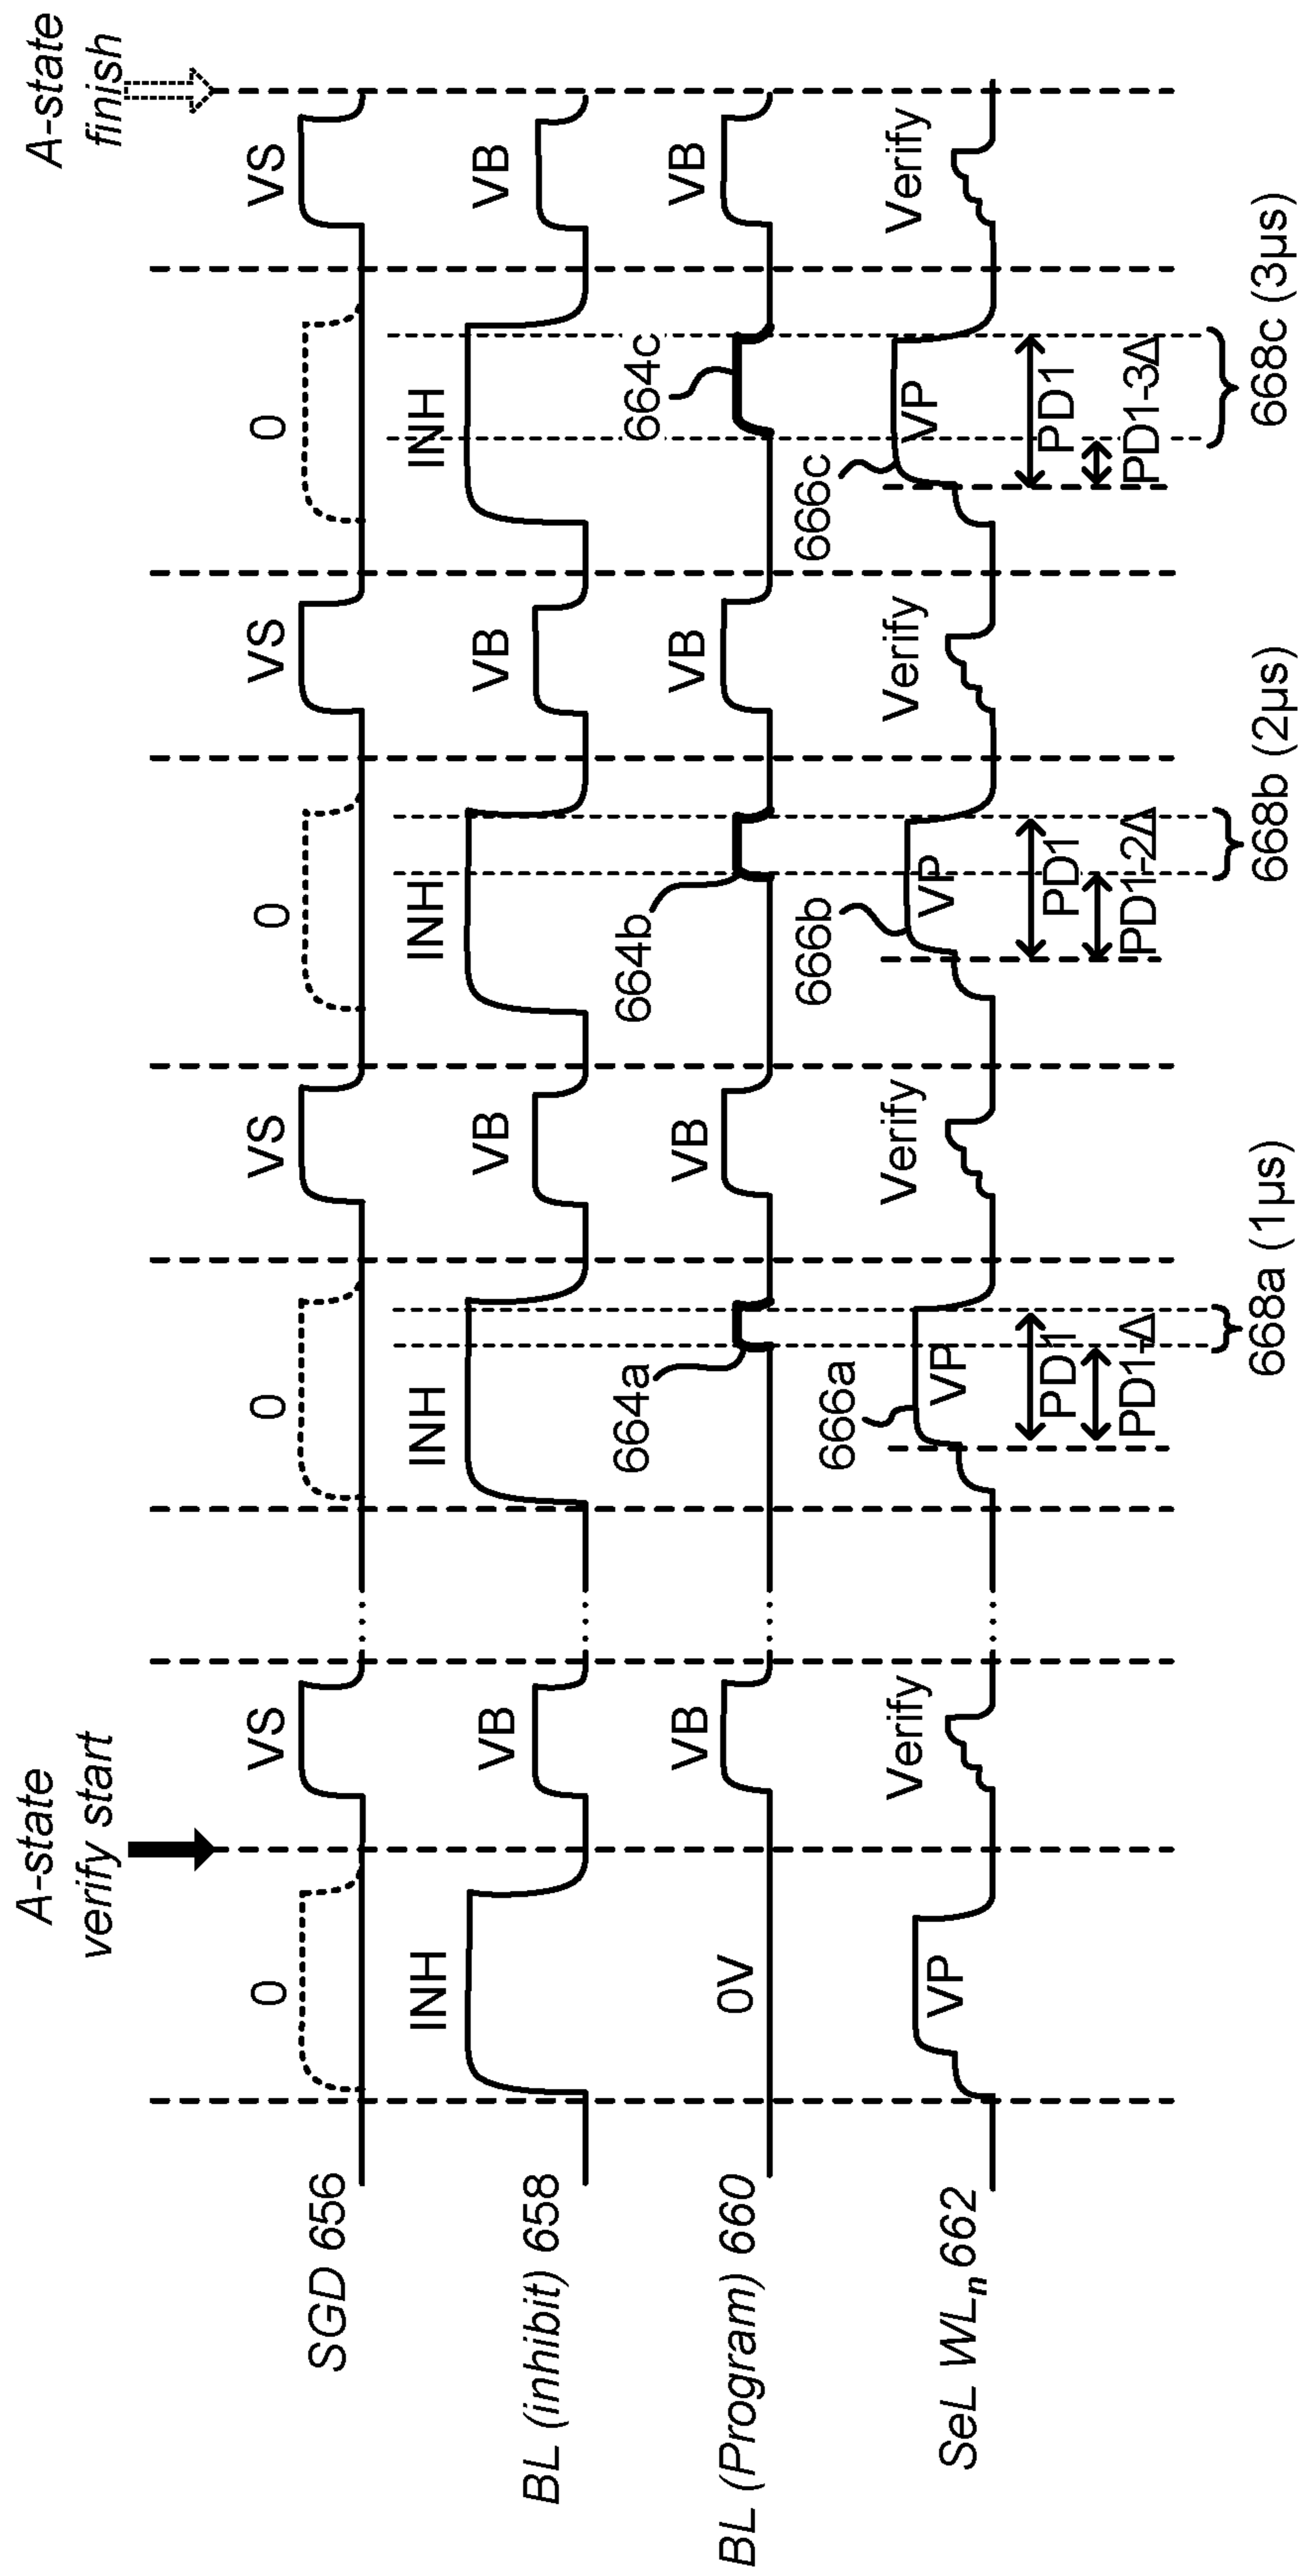 A-state
verify start
A-state
finish
SGD 656
0
VS
0
VS
0
VS
0
VS
BL (inhibit) 658
INH
VB
INH
VB
INH
VB
INH
VB
BL (Program) 660
0V
VB
664a
VB
664b
VB
664c
VB
SeL WLn 662
VP
Verify
666a
VP
Verify
666b
VP
Verify
666c
VP
Verify
PD1
PD1
PD1
PD1-Δ
PD1-2Δ
PD1-3Δ
668a (1μs)
668b (2μs)
668c (3μs)